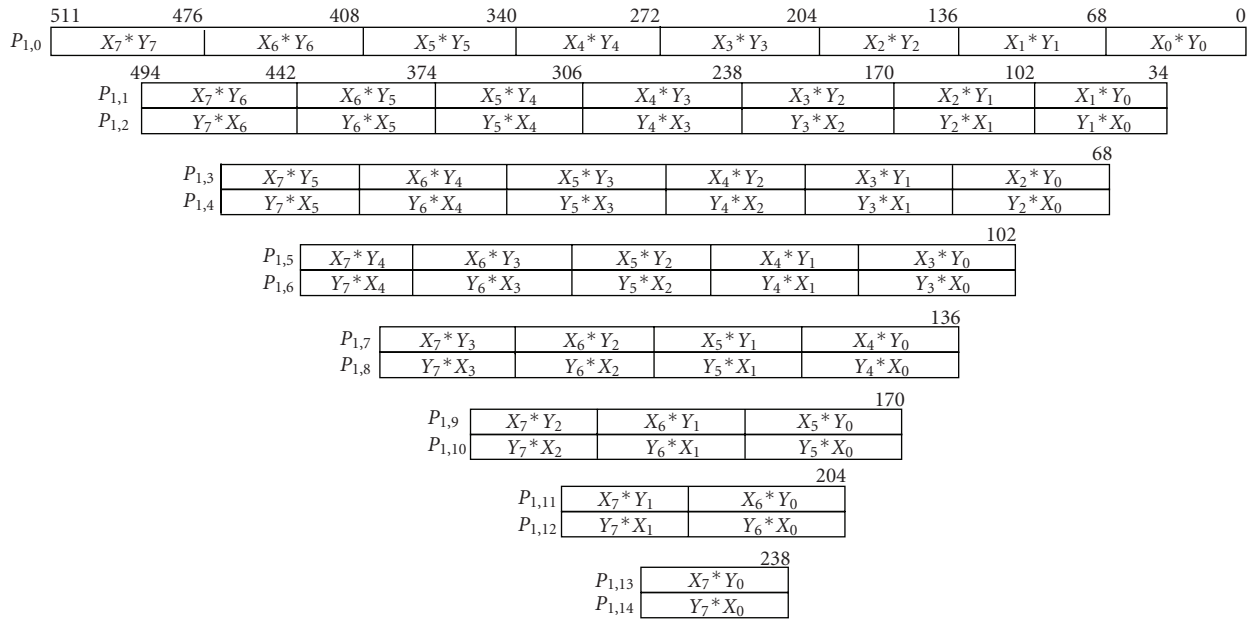 511 476 408 340 272 204 136 68 0
P1,0 X7 * Y7 X6 * Y6 X5 * Y5 X4 * Y4 X3 * Y3 X2 * Y2 X1 * Y1 X0 * Y0
494 442 374 306 238 170 102 34
P1,1 X7 * Y6 X6 * Y5 X5 * Y4 X4 * Y3 X3 * Y2 X2 * Y1 X1 * Y0
P1,2 Y7 * X6 Y6 * X5 Y5 * X4 Y4 * X3 Y3 * X2 Y2 * X1 Y1 * X0
68
P1,3 X7 * Y5 X6 * Y4 X5 * Y3 X4 * Y2 X3 * Y1 X2 * Y0
P1,4 Y7 * X5 Y6 * X4 Y5 * X3 Y4 * X2 Y3 * X1 Y2 * X0
102
P1,5 X7 * Y4 X6 * Y3 X5 * Y2 X4 * Y1 X3 * Y0
P1,6 Y7 * X4 Y6 * X3 Y5 * X2 Y4 * X1 Y3 * X0
136
P1,7 X7 * Y3 X6 * Y2 X5 * Y1 X4 * Y0
P1,8 Y7 * X3 Y6 * X2 Y5 * X1 Y4 * X0
170
P1,9 X7 * Y2 X6 * Y1 X5 * Y0
P1,10 Y7 * X2 Y6 * X1 Y5 * X0
204
P1,11 X7 * Y1 X6 * Y0
P1,12 Y7 * X1 Y6 * X0
238
P1,13 X7 * Y0
P1,14 Y7 * X0